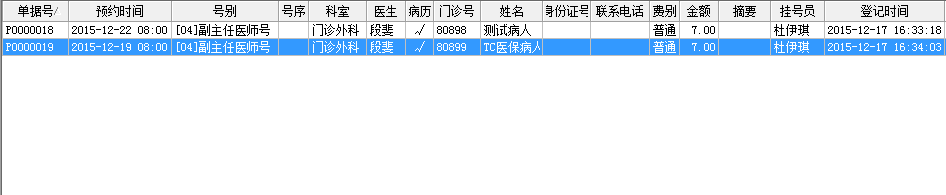 单据号/ 预约时间 号别 号序 科室 医生 病历 门诊号 姓名 身份证号 联系电话 费别 金额 摘要 挂号员 登记时间
P0000018 2015-12-22 08:00 [04]副主任医师号 门诊外科 段斐 √ 80898 测试病人 普通 7.00 杜伊琪 2015-12-17 16:33:18
P0000019 2015-12-19 08:00 [04]副主任医师号 门诊外科 段斐 √ 80899 TC医保病人 普通 7.00 杜伊琪 2015-12-17 16:34:03